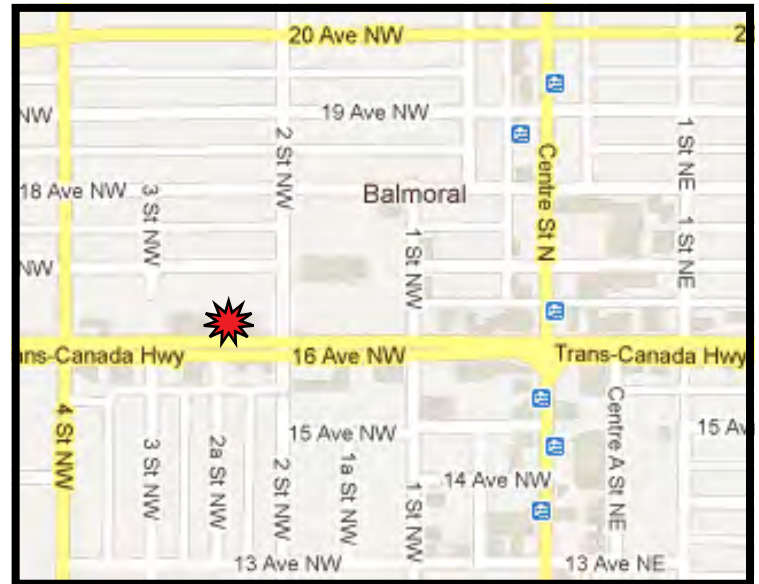 20 Ave NW
2
NW
19 Ave NW
2 St NW
Centre St N
1 St NE
18 Ave NW
3 St NW
Balmoral
1 St NW
1 St NE
NW
ans-Canada Hwy
16 Ave NW
Trans-Canada Hwy
4 St NW
3 St NW
2a St NW
2 St NW
15 Ave NW
1a St NW
1 St NW
14 Ave NW
Centre A St NE
15 Av
13 Ave NW
13 Ave NE